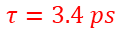 τ = 3.4 ps